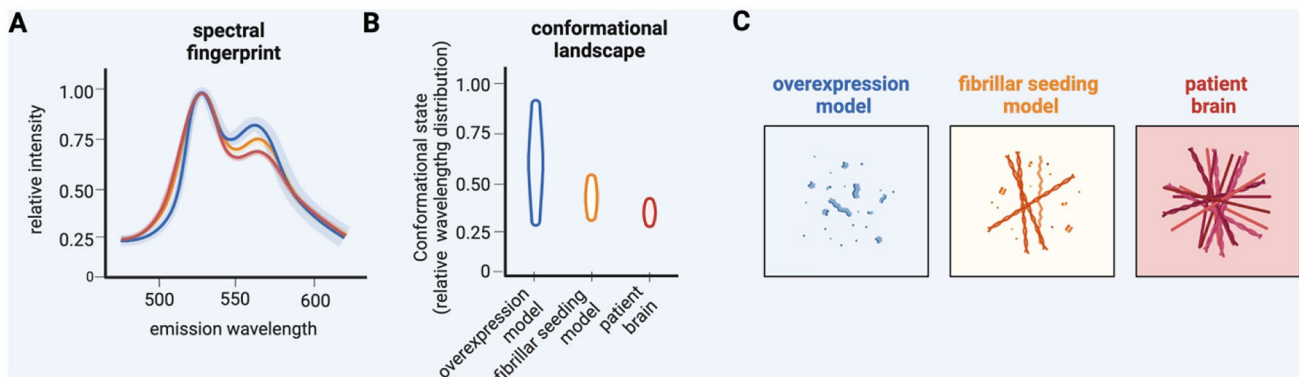 A
spectral
fingerprint
relative intensity
1.00
0.75
0.50
0.25
0
500
550
600
emission wavelength
B
conformational
landscape
Conformational state
(relative wavelengthg distribution)
1.00
0.75
0.50
0.25
0
overexpression
model
fibrillar seeding
model
patient
brain
C
overexpression
model
fibrillar seeding
model
patient
brain